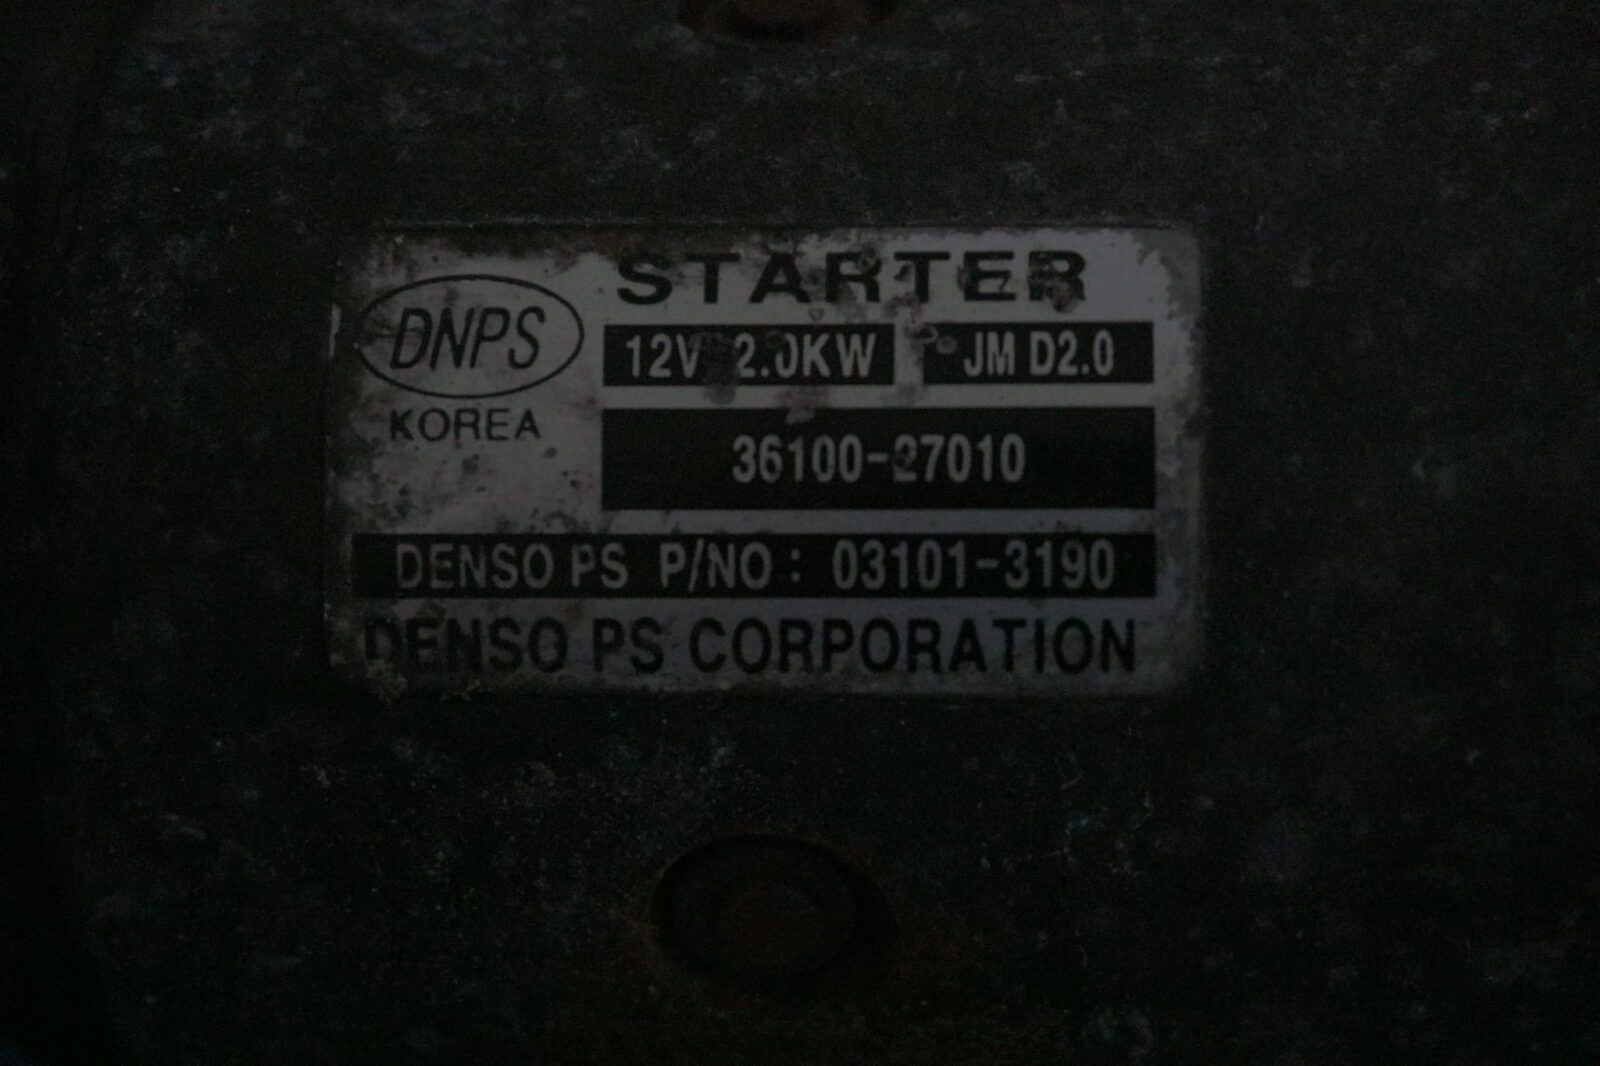 STARTER
DNPS
12V 2.0KW JM D2.0
KOREA
36100-27010
DENSO PS P/NO : 03101-3190
DENSO PS CORPORATION